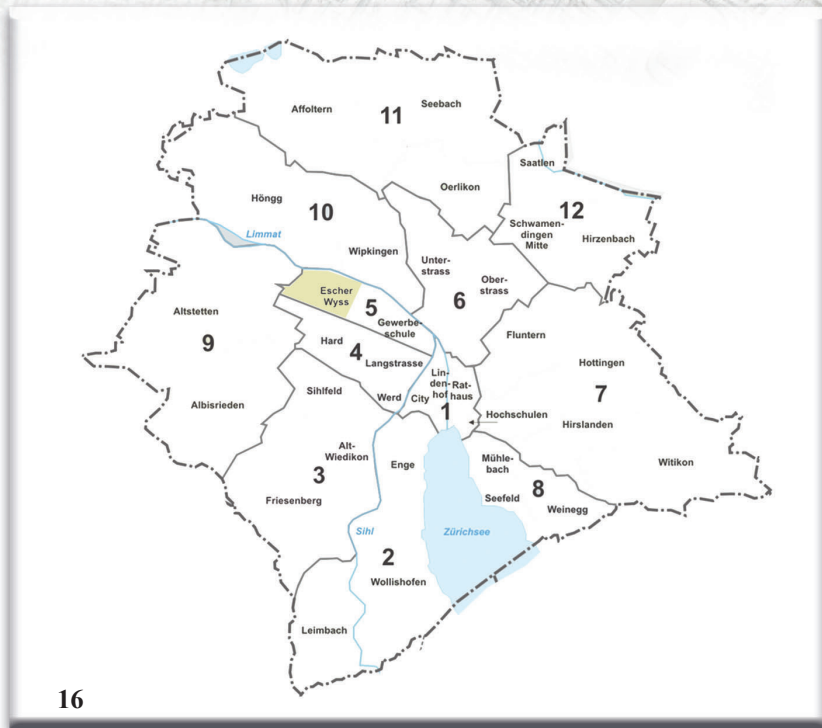 Affoltern
Seebach
11
Oerlikon
Saatlen
12
Schwamen-
dingen
Mitte
Hirzenbach
Höngg
10
Limmat
Wipkingen
Unter-
strass
Ober-
strass
6
Escher
Wyss
5
Gewerbe-
schule
Altstetten
9
Albisrieden
Hard
4
Langstrasse
Werd
City
Lin-
den-
hof
Rat-
haus
1
Hochschulen
Fluntern
Hottingen
7
Hirslanden
Witikon
Sihlfeld
Alt-
Wiedikon
3
Friesenberg
Enge
Mühle-
bach
8
Seefeld
Weinegg
Sihl
Zürichsee
2
Wollishofen
Leimbach
16